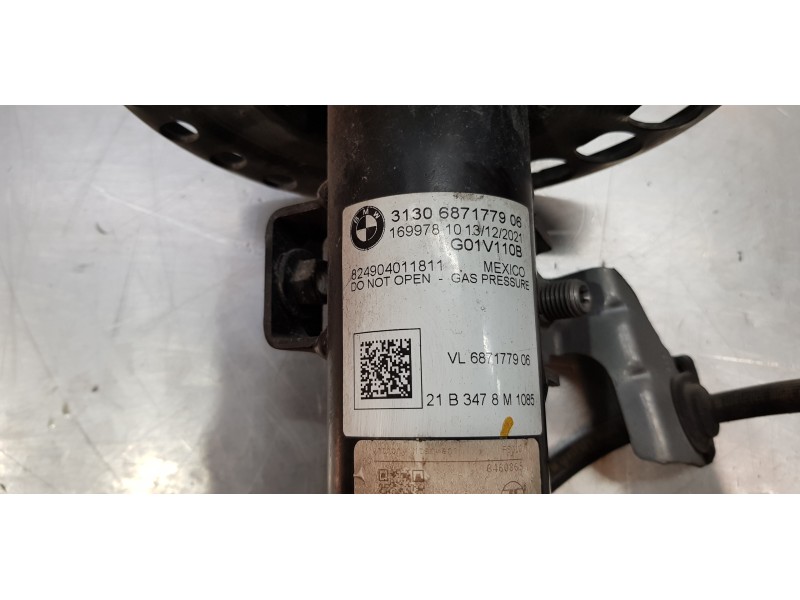 BMW
3130 6871779 06
169978 10 13/12/2021
G01V110B
824904011811 MEXICO
DO NOT OPEN - GAS PRESSURE
VL 6871779 06
21 B 347 8 M 1085